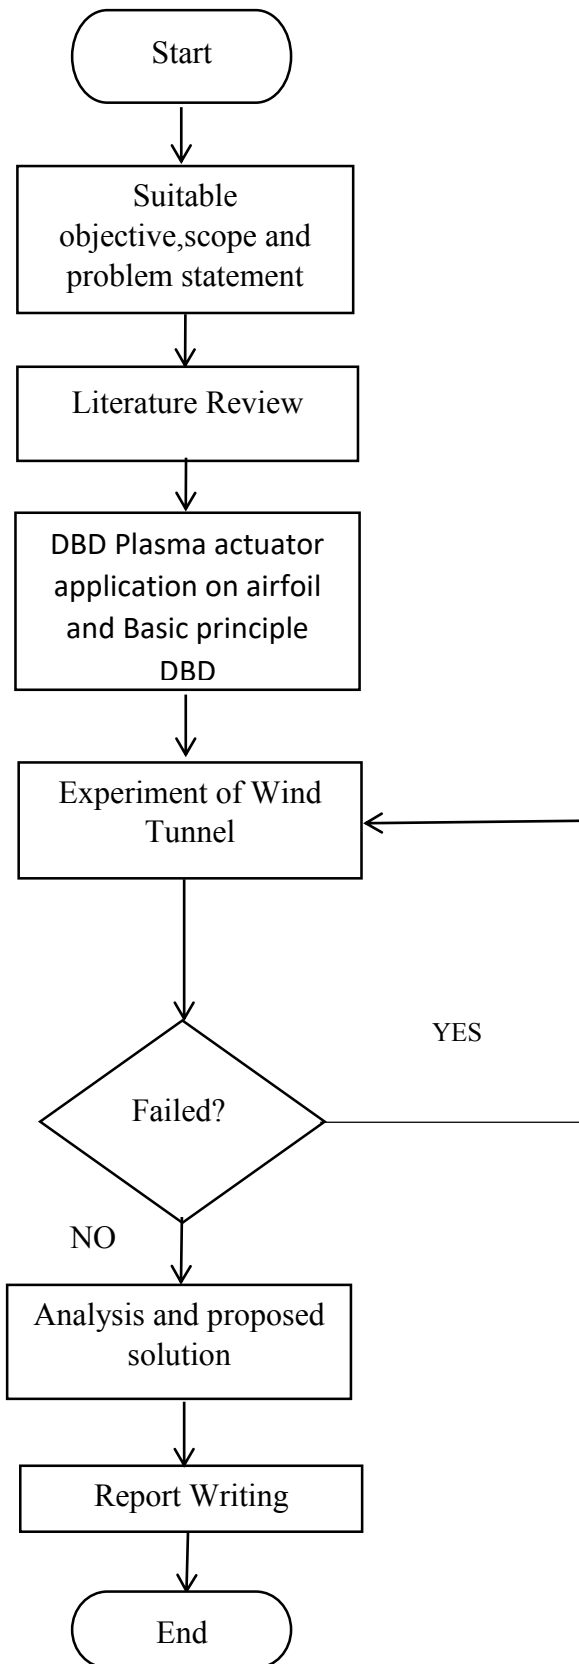 Start
Suitable
objective,scope and
problem statement
Literature Review
DBD Plasma actuator
application on airfoil
and Basic principle
DBD
Experiment of Wind
Tunnel
YES
Failed?
NO
Analysis and proposed
solution
Report Writing
End